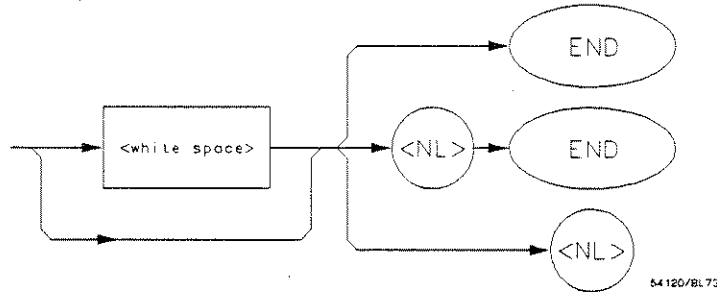 END
<white space>
<NL>
END
<NL>
54120/BL73